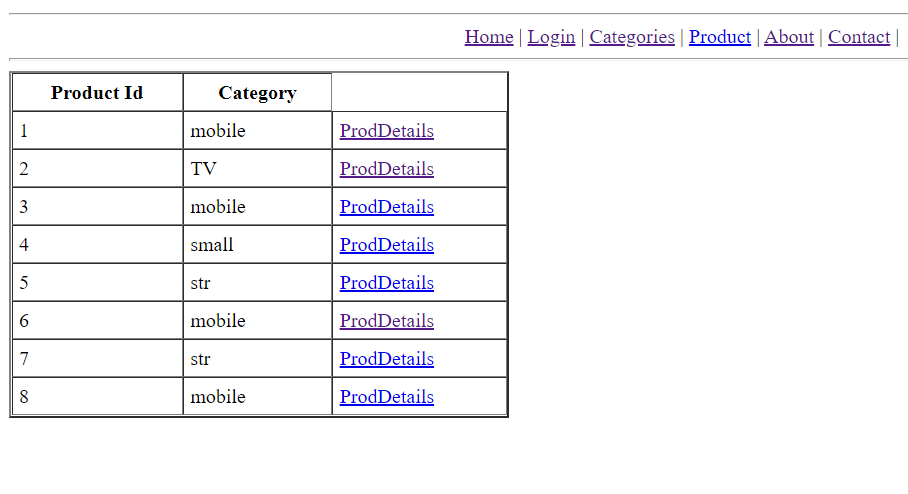 Home | Login | Categories | Product | About | Contact |
Product Id Category
1 mobile ProdDetails
2 TV ProdDetails
3 mobile ProdDetails
4 small ProdDetails
5 str ProdDetails
6 mobile ProdDetails
7 str ProdDetails
8 mobile ProdDetails